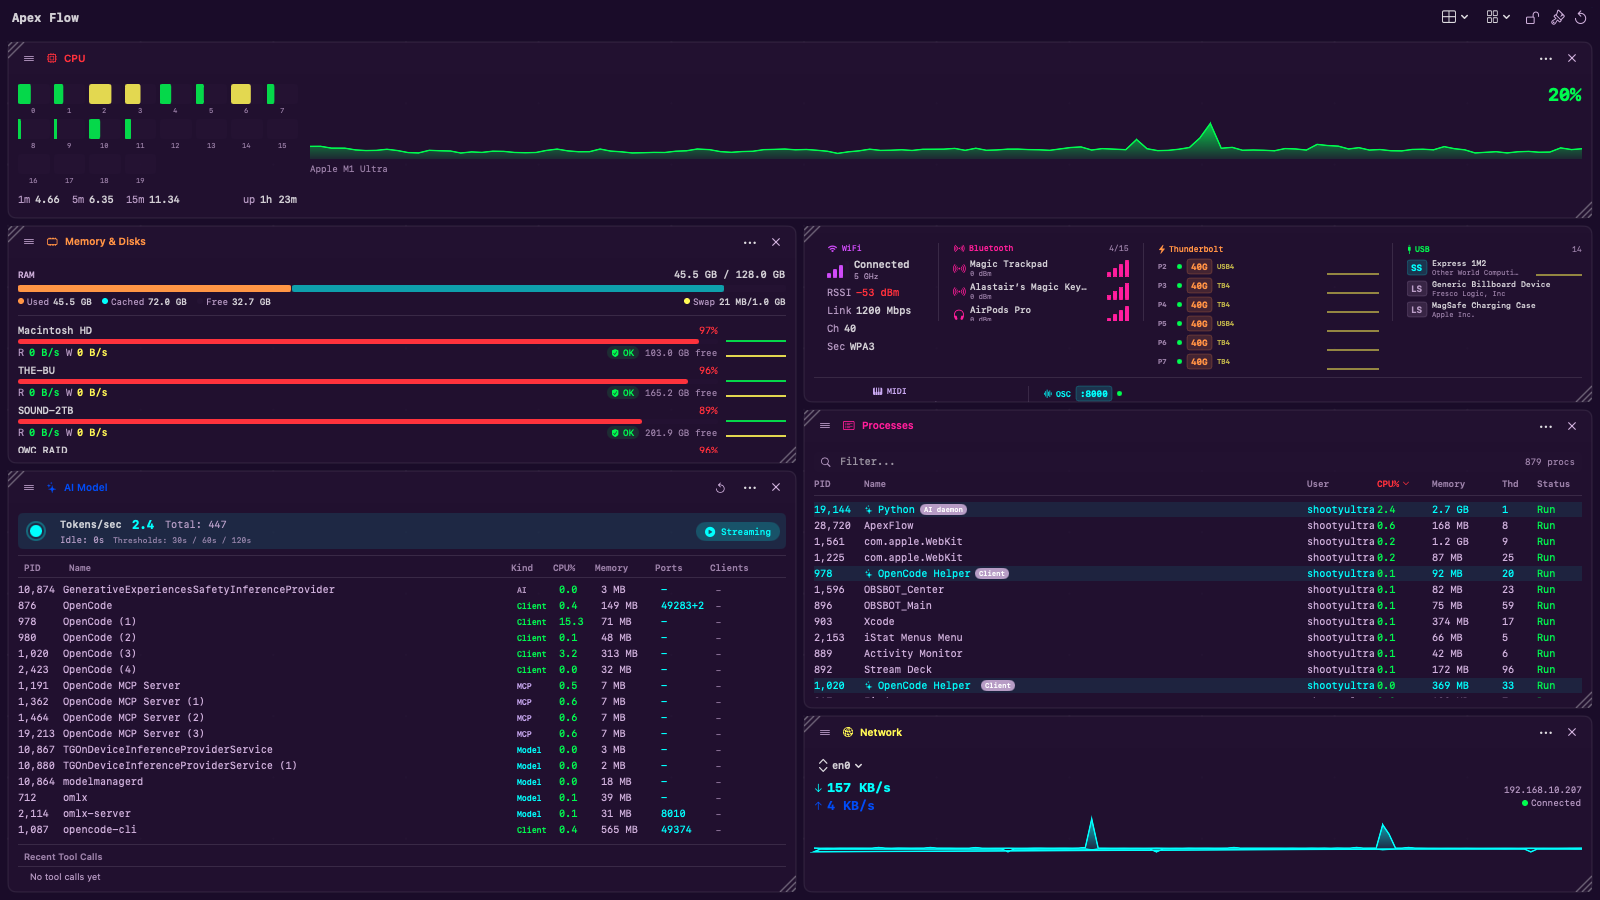 Apex Flow
CPU
0 1 2 3 4 5 6 7
8 9 10 11 12 13 14 15
16 17 18 19
20%
Apple M1 Ultra
1m 4.66 5m 6.35 15m 11.34 up 1h 23m
Memory & Disks
RAM 45.5 GB / 128.0 GB
Used 45.5 GB Cached 72.0 GB Free 32.7 GB Swap 21 MB/1.0 GB
Macintosh HD 97%
R 0 B/s W 0 B/s OK 103.0 GB free
THE-BU 96%
R 0 B/s W 0 B/s OK 165.2 GB free
SOUND-2TB 89%
R 0 B/s W 0 B/s OK 201.9 GB free
OWC RAID 96%
WiFi
Connected
5 GHz
RSSI -53 dBm
Link 1200 Mbps
Ch 40
Sec WPA3
Bluetooth 4/15
Magic Trackpad
0 dBm
Alastair's Magic Key…
0 dBm
AirPods Pro
0 dBm
Thunderbolt
P2 40G USB4
P3 40G TB4
P4 40G TB4
P5 40G USB4
P6 40G TB4
P7 40G TB4
USB 14
SS Express 1M2
Other World Computi…
LS Generic Billboard Device
Fresco Logic, Inc
LS MagSafe Charging Case
Apple Inc.
MIDI
OSC :8000
AI Model
Tokens/sec 2.4 Total: 447
Idle: 0s Thresholds: 30s / 60s / 120s
Streaming
PID Name Kind CPU% Memory Ports Clients
10,874 GenerativeExperiencesSafetyInferenceProvider AI 0.0 3 MB – –
876 OpenCode Client 0.4 149 MB 49283+2 –
978 OpenCode (1) Client 15.3 71 MB – –
980 OpenCode (2) Client 0.1 48 MB – –
1,020 OpenCode (3) Client 3.2 313 MB – –
2,423 OpenCode (4) Client 0.0 32 MB – –
1,191 OpenCode MCP Server MCP 0.5 7 MB – –
1,362 OpenCode MCP Server (1) MCP 0.6 7 MB – –
1,464 OpenCode MCP Server (2) MCP 0.6 7 MB – –
19,213 OpenCode MCP Server (3) MCP 0.6 7 MB – –
10,867 TGOnDeviceInferenceProviderService Model 0.0 3 MB – –
10,880 TGOnDeviceInferenceProviderService (1) Model 0.0 2 MB – –
10,864 modelmanagerd Model 0.0 18 MB – –
712 omlx Model 0.1 39 MB – –
2,114 omlx-server Model 0.1 31 MB 8010 –
1,087 opencode-cli Client 0.4 565 MB 49374 –
Recent Tool Calls
No tool calls yet
Processes
Filter... 879 procs
PID Name User CPU% Memory Thd Status
19,144 Python AI daemon shootyultra 2.4 2.7 GB 1 Run
28,720 ApexFlow shootyultra 0.6 168 MB 8 Run
1,561 com.apple.WebKit shootyultra 0.2 1.2 GB 9 Run
1,225 com.apple.WebKit shootyultra 0.2 87 MB 25 Run
978 OpenCode Helper Client shootyultra 0.1 92 MB 20 Run
1,596 OBSBOT_Center shootyultra 0.1 82 MB 23 Run
896 OBSBOT_Main shootyultra 0.1 75 MB 59 Run
903 Xcode shootyultra 0.1 374 MB 17 Run
2,153 iStat Menus Menu shootyultra 0.1 66 MB 5 Run
889 Activity Monitor shootyultra 0.1 42 MB 6 Run
892 Stream Deck shootyultra 0.1 172 MB 96 Run
1,020 OpenCode Helper Client shootyultra 0.0 369 MB 33 Run
Network
en0
↓ 157 KB/s
↑ 4 KB/s
192.168.10.207
Connected